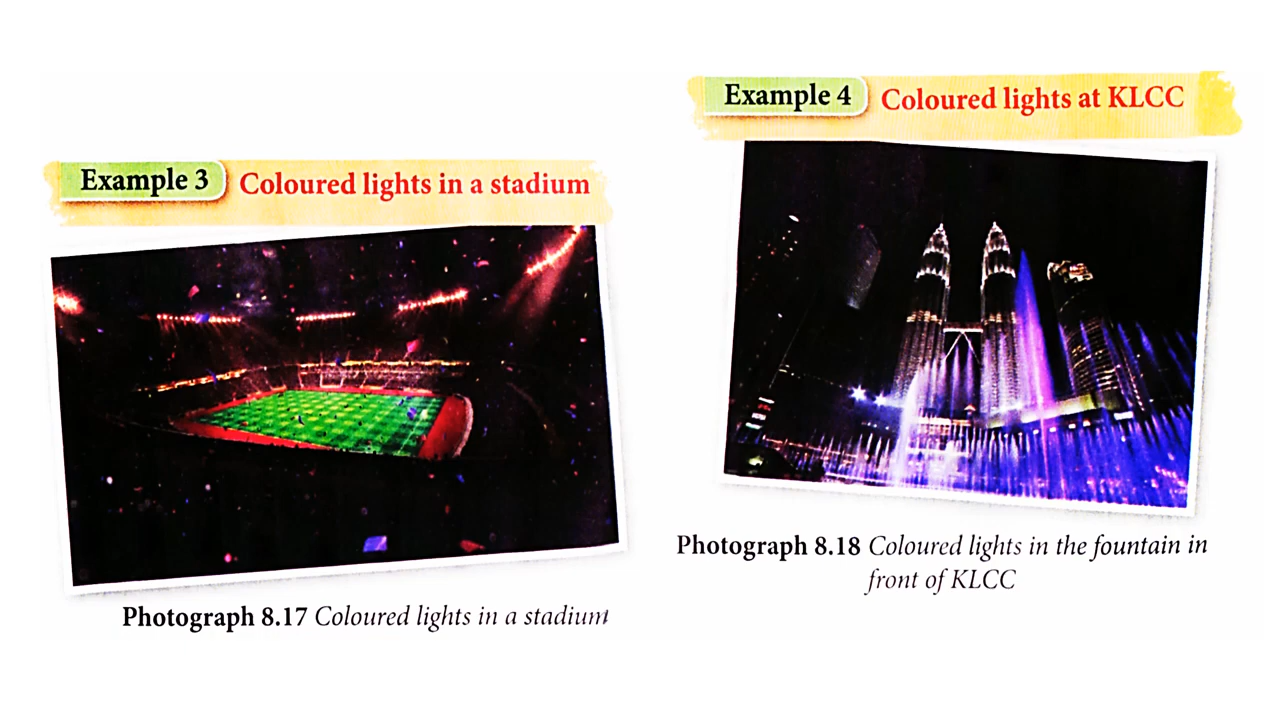 Example 3 Coloured lights in a stadium
Photograph 8.17 Coloured lights in a stadium
Example 4 Coloured lights at KLCC
Photograph 8.18 Coloured lights in the fountain in
front of KLCC